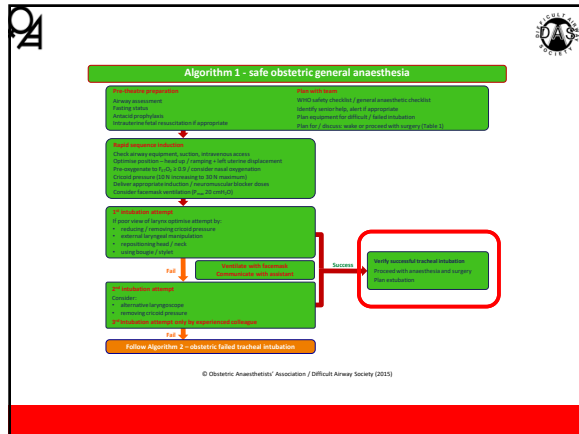 OAA
DIFFICULT AIRWAY SOCIETY
DAS
Algorithm 1 - safe obstetric general anaesthesia
Pre-theatre preparation
Airway assessment
Fasting status
Antacid prophylaxis
Intrauterine fetal resuscitation if appropriate
Plan with team
WHO safety checklist / general anaesthetic checklist
Identify senior help, alert if appropriate
Plan equipment for difficult / failed intubation
Plan for / discuss: wake or proceed with surgery (Table 1)
Rapid sequence induction
Check airway equipment, suction, intravenous access
Optimise position – head up / ramping + left uterine displacement
Pre-oxygenate to FETO2 ≥ 0.9 / consider nasal oxygenation
Cricoid pressure (10 N increasing to 30 N maximum)
Deliver appropriate induction / neuromuscular blocker doses
Consider facemask ventilation (Pmax 20 cmH2O)
1st intubation attempt
If poor view of larynx optimise attempt by:
• reducing / removing cricoid pressure
• external laryngeal manipulation
• repositioning head / neck
• using bougie / stylet
Fail
Ventilate with facemask
Communicate with assistant
Success
Verify successful tracheal intubation
Proceed with anaesthesia and surgery
Plan extubation
2nd intubation attempt
Consider:
• alternative laryngoscope
• removing cricoid pressure
3rd Intubation attempt only by experienced colleague
Fail
Follow Algorithm 2 – obstetric failed tracheal intubation
© Obstetric Anaesthetists' Association / Difficult Airway Society (2015)